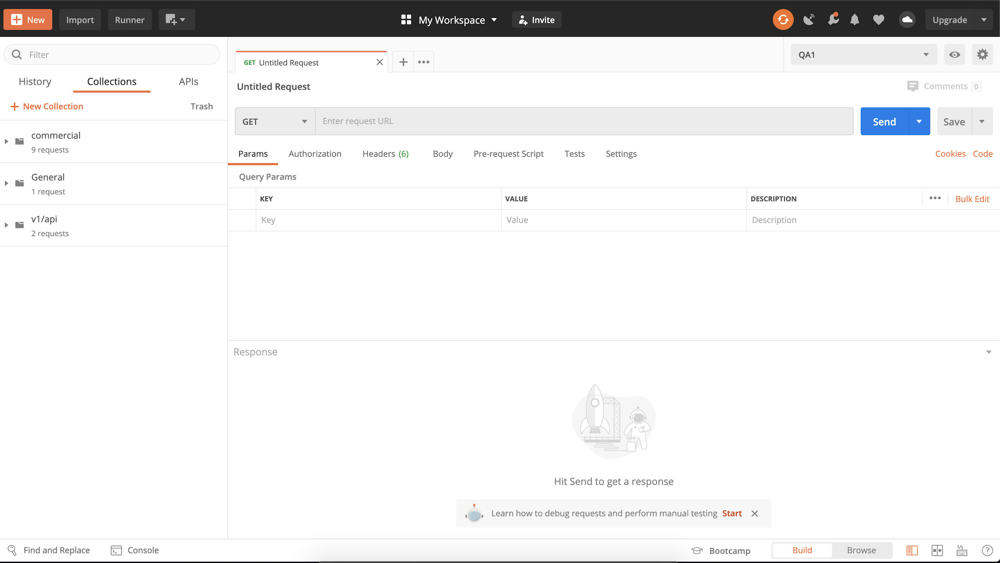 New
Import
Runner
My Workspace
Invite
Upgrade
Filter
History
Collections
APIs
New Collection
Trash
commercial
9 requests
General
1 request
v1/api
2 requests
GET Untitled Request
QA1
Untitled Request
Comments 0
GET
Enter request URL
Send
Save
Params
Authorization
Headers (6)
Body
Pre-request Script
Tests
Settings
Cookies
Code
Query Params
KEY
VALUE
DESCRIPTION
Bulk Edit
Key
Value
Description
Response
Hit Send to get a response
Learn how to debug requests and perform manual testing Start
Find and Replace
Console
Bootcamp
Build
Browse